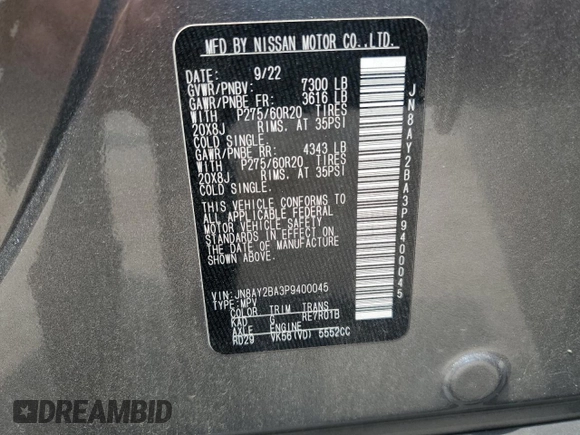 MFD BY NISSAN MOTOR CO.,LTD.
DATE: 9/22
GVWR/PNBV: 7300 LB
GAWR/PNBE FR: 3616 LB
WITH P275/60R20 TIRES
20X8J RIMS. AT 35PSI
COLD SINGLE.
GAWR/PNBE RR: 4343 LB
WITH P275/60R20 TIRES
20X8J RIMS. AT 35PSI
COLD SINGLE.
THIS VEHICLE CONFORMS TO
ALL APPLICABLE FEDERAL
MOTOR VEHICLE SAFETY
STANDARDS IN EFFECT ON
THE DATE OF MANUFACTURE
SHOWN ABOVE.
VIN: JN8AY2BA3P9400045
TYPE: MPV
COLOR TRIM TRANS
KAD G RE7R01B
AXLE ENGINE
RD29 VK56(VD) 5552CC
JN8AY2BA3P9400045
DREAMBID